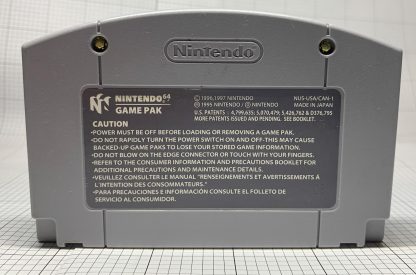 Nintendo
NINTENDO 64
GAME PAK
© 1996, 1997 NINTENDO
© 1995 NINTENDO / © NINTENDO
NUS-USA/CAN-1
MADE IN JAPAN
U.S. PATENTS : 4,799,635; 5,070,479; 5,426,762 & D376,795
MORE PATENTS ISSUED AND PENDING. SEE BOOKLET.
CAUTION
•POWER MUST BE OFF BEFORE LOADING OR REMOVING A GAME PAK.
•DO NOT RAPIDLY TURN THE POWER SWITCH ON AND OFF-THIS MAY CAUSE
BACKED-UP GAME PAKS TO LOSE YOUR STORED GAME INFORMATION.
•DO NOT BLOW ON THE EDGE CONNECTOR OR TOUCH WITH YOUR FINGERS.
•REFER TO THE CONSUMER INFORMATION AND PRECAUTIONS BOOKLET FOR
ADDITIONAL PRECAUTIONS AND MAINTENANCE DETAILS.
•VEUILLEZ CONSULTER LE MANUEL "RENSEIGNEMENTS ET AVERTISSEMENTS À
L'INTENTION DES CONSOMMATEURS."
•PARA PRECAUCIONES E INFORMACIÓN CONSULTE EL FOLLETO DE
SERVICIO AL CONSUMIDOR.